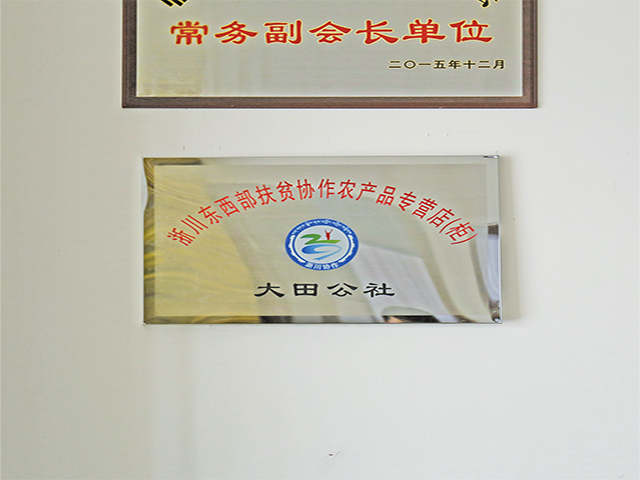 常务副会长单位
二〇一五年十二月
浙川东西部扶贫协作农产品专营店(柜)
浙川协作
大田公社